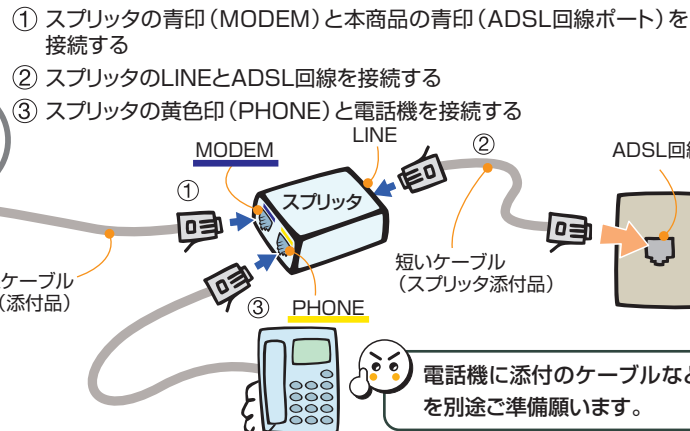 ① スプリッタの青印(MODEM)と本商品の青印(ADSL回線ポート)を
接続する
② スプリッタのLINEとADSL回線を接続する
③ スプリッタの黄色印(PHONE)と電話機を接続する
MODEM
LINE
②
ADSL回線
①
スプリッタ
ケーブル
(添付品)
短いケーブル
(スプリッタ添付品)
③
PHONE
電話機に添付のケーブルなど
を別途ご準備願います。